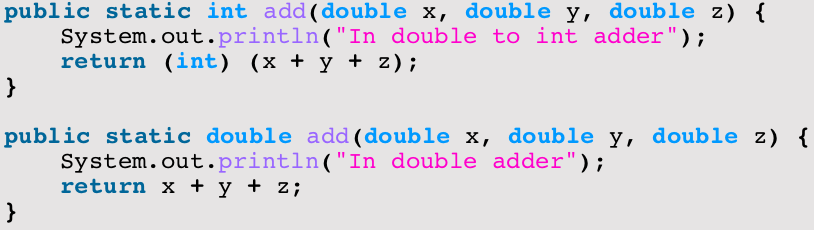 public static int add(double x, double y, double z) {
    System.out.println("In double to int adder");
    return (int) (x + y + z);
}

public static double add(double x, double y, double z) {
    System.out.println("In double adder");
    return x + y + z;
}